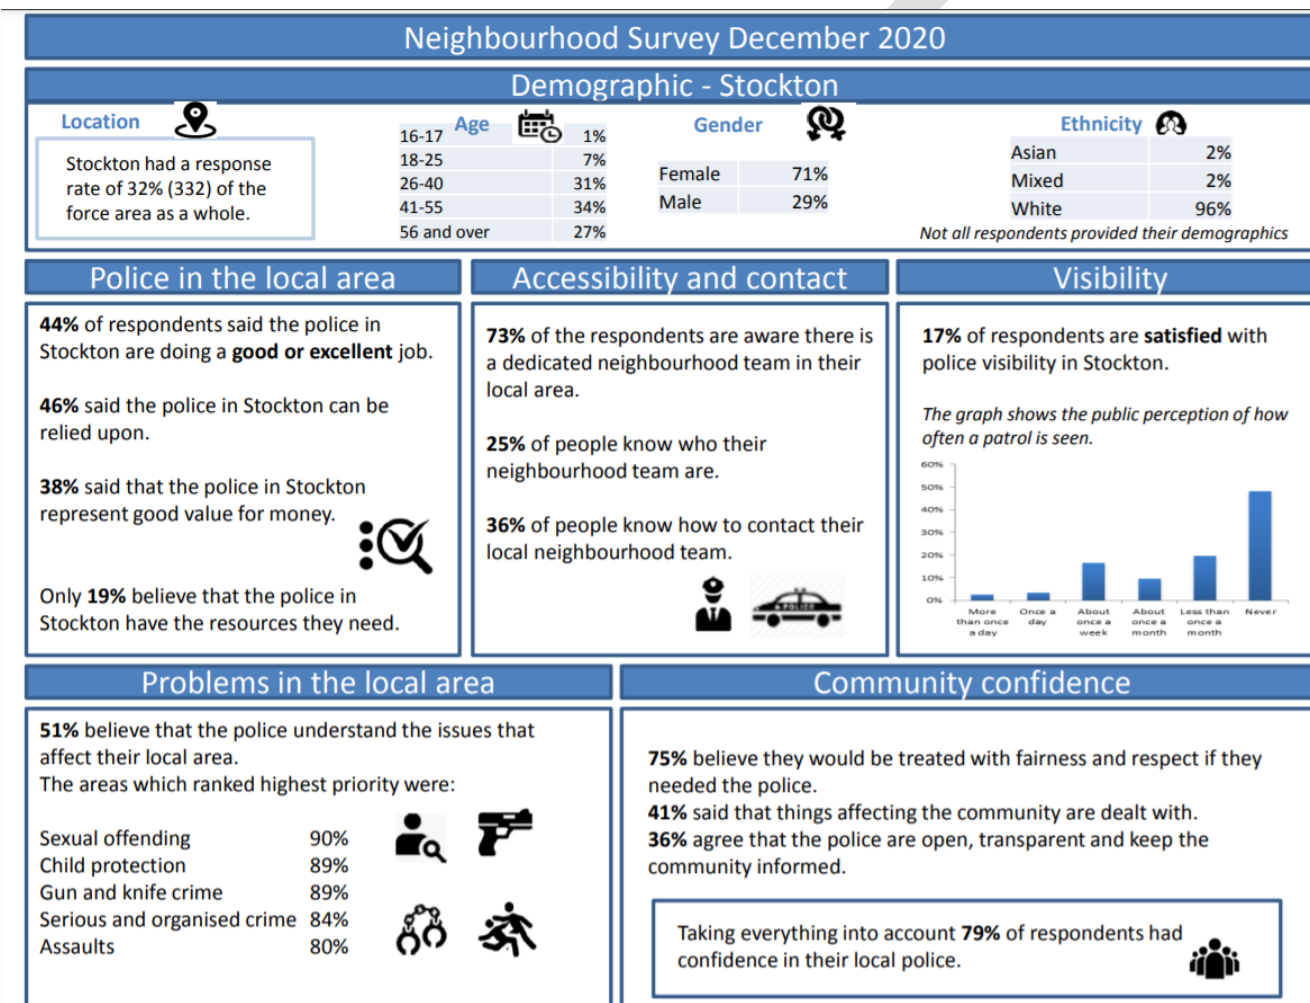 Neighbourhood Survey December 2020
Demographic - Stockton
Location
Stockton had a response
rate of 32% (332) of the
force area as a whole.
Age
16-17 1%
18-25 7%
26-40 31%
41-55 34%
56 and over 27%
Gender
Female 71%
Male 29%
Ethnicity
Asian 2%
Mixed 2%
White 96%
Not all respondents provided their demographics
Police in the local area
44% of respondents said the police in
Stockton are doing a good or excellent job.
46% said the police in Stockton can be
relied upon.
38% said that the police in Stockton
represent good value for money.
Only 19% believe that the police in
Stockton have the resources they need.
Accessibility and contact
73% of the respondents are aware there is
a dedicated neighbourhood team in their
local area.
25% of people know who their
neighbourhood team are.
36% of people know how to contact their
local neighbourhood team.
POLICE
Visibility
17% of respondents are satisfied with
police visibility in Stockton.
The graph shows the public perception of how
often a patrol is seen.
60%
50%
40%
30%
20%
10%
0%
More
than once
a day
Once a
day
About
once a
week
About
once a
month
Less than
once a
month
Never
Problems in the local area
51% believe that the police understand the issues that
affect their local area.
The areas which ranked highest priority were:
Sexual offending 90%
Child protection 89%
Gun and knife crime 89%
Serious and organised crime 84%
Assaults 80%
Community confidence
75% believe they would be treated with fairness and respect if they
needed the police.
41% said that things affecting the community are dealt with.
36% agree that the police are open, transparent and keep the
community informed.
Taking everything into account 79% of respondents had
confidence in their local police.